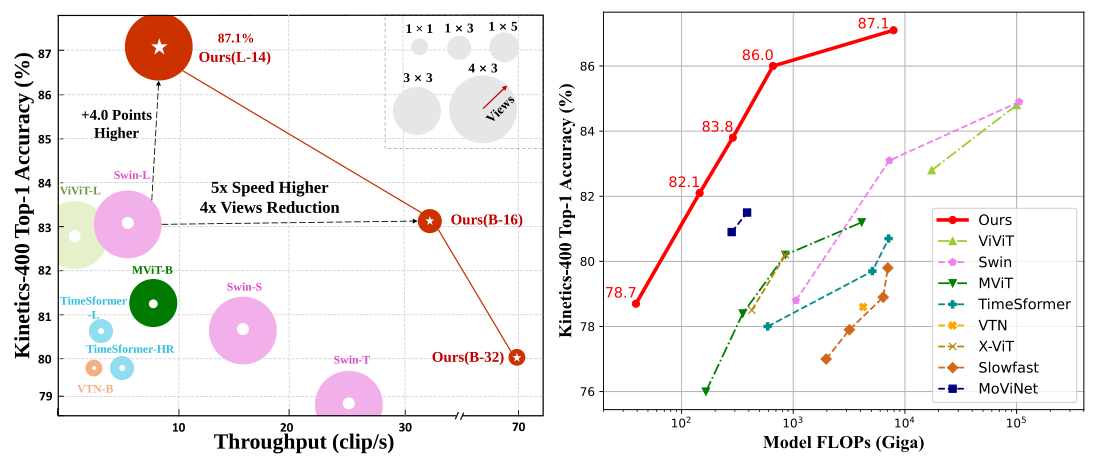 87
86
85
84
83
82
81
80
79
Kinetics-400 Top-1 Accuracy (%)
87.1%
Ours(L-14)
1 × 1
1 × 3
1 × 5
3 × 3
4 × 3
Views
+4.0 Points
Higher
ViViT-L
Swin-L
5x Speed Higher
4x Views Reduction
Ours(B-16)
MViT-B
TimeSformer
-L
Swin-S
TimeSformer-HR
VTN-B
Swin-T
Ours(B-32)
10
20
30
70
Throughput (clip/s)
86
84
82
80
78
76
Kinetics-400 Top-1 Accuracy (%)
87.1
86.0
83.8
82.1
78.7
Ours
ViViT
Swin
MViT
TimeSformer
VTN
X-ViT
Slowfast
MoViNet
10²
10³
10⁴
10⁵
Model FLOPs (Giga)